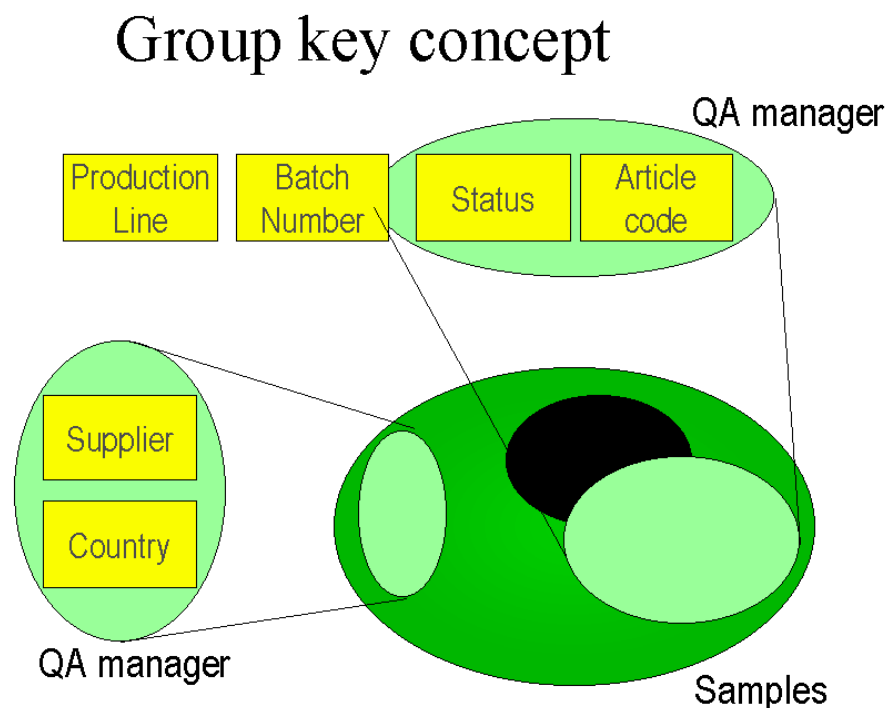 Group key concept
QA manager
Production
Line
Batch
Number
Status
Article
code
Supplier
Country
QA manager
Samples